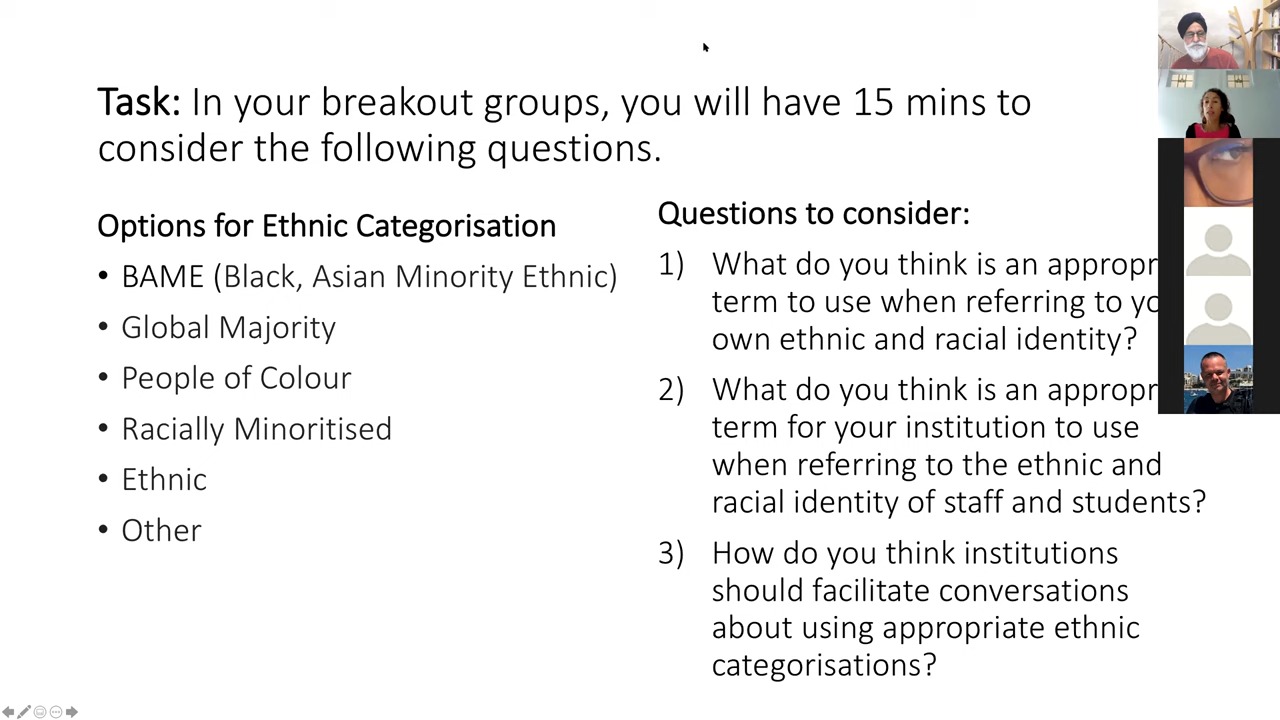 Task: In your breakout groups, you will have 15 mins to
consider the following questions.
Options for Ethnic Categorisation
• BAME (Black, Asian Minority Ethnic)
• Global Majority
• People of Colour
• Racially Minoritised
• Ethnic
• Other
Questions to consider:
1) What do you think is an
term to use when referring to
own ethnic and racial identity?
2) What do you think is an
term for your institution to use
when referring to the ethnic and
racial identity of staff and students?
3) How do you think institutions
should facilitate conversations
about using appropriate ethnic
categorisations?